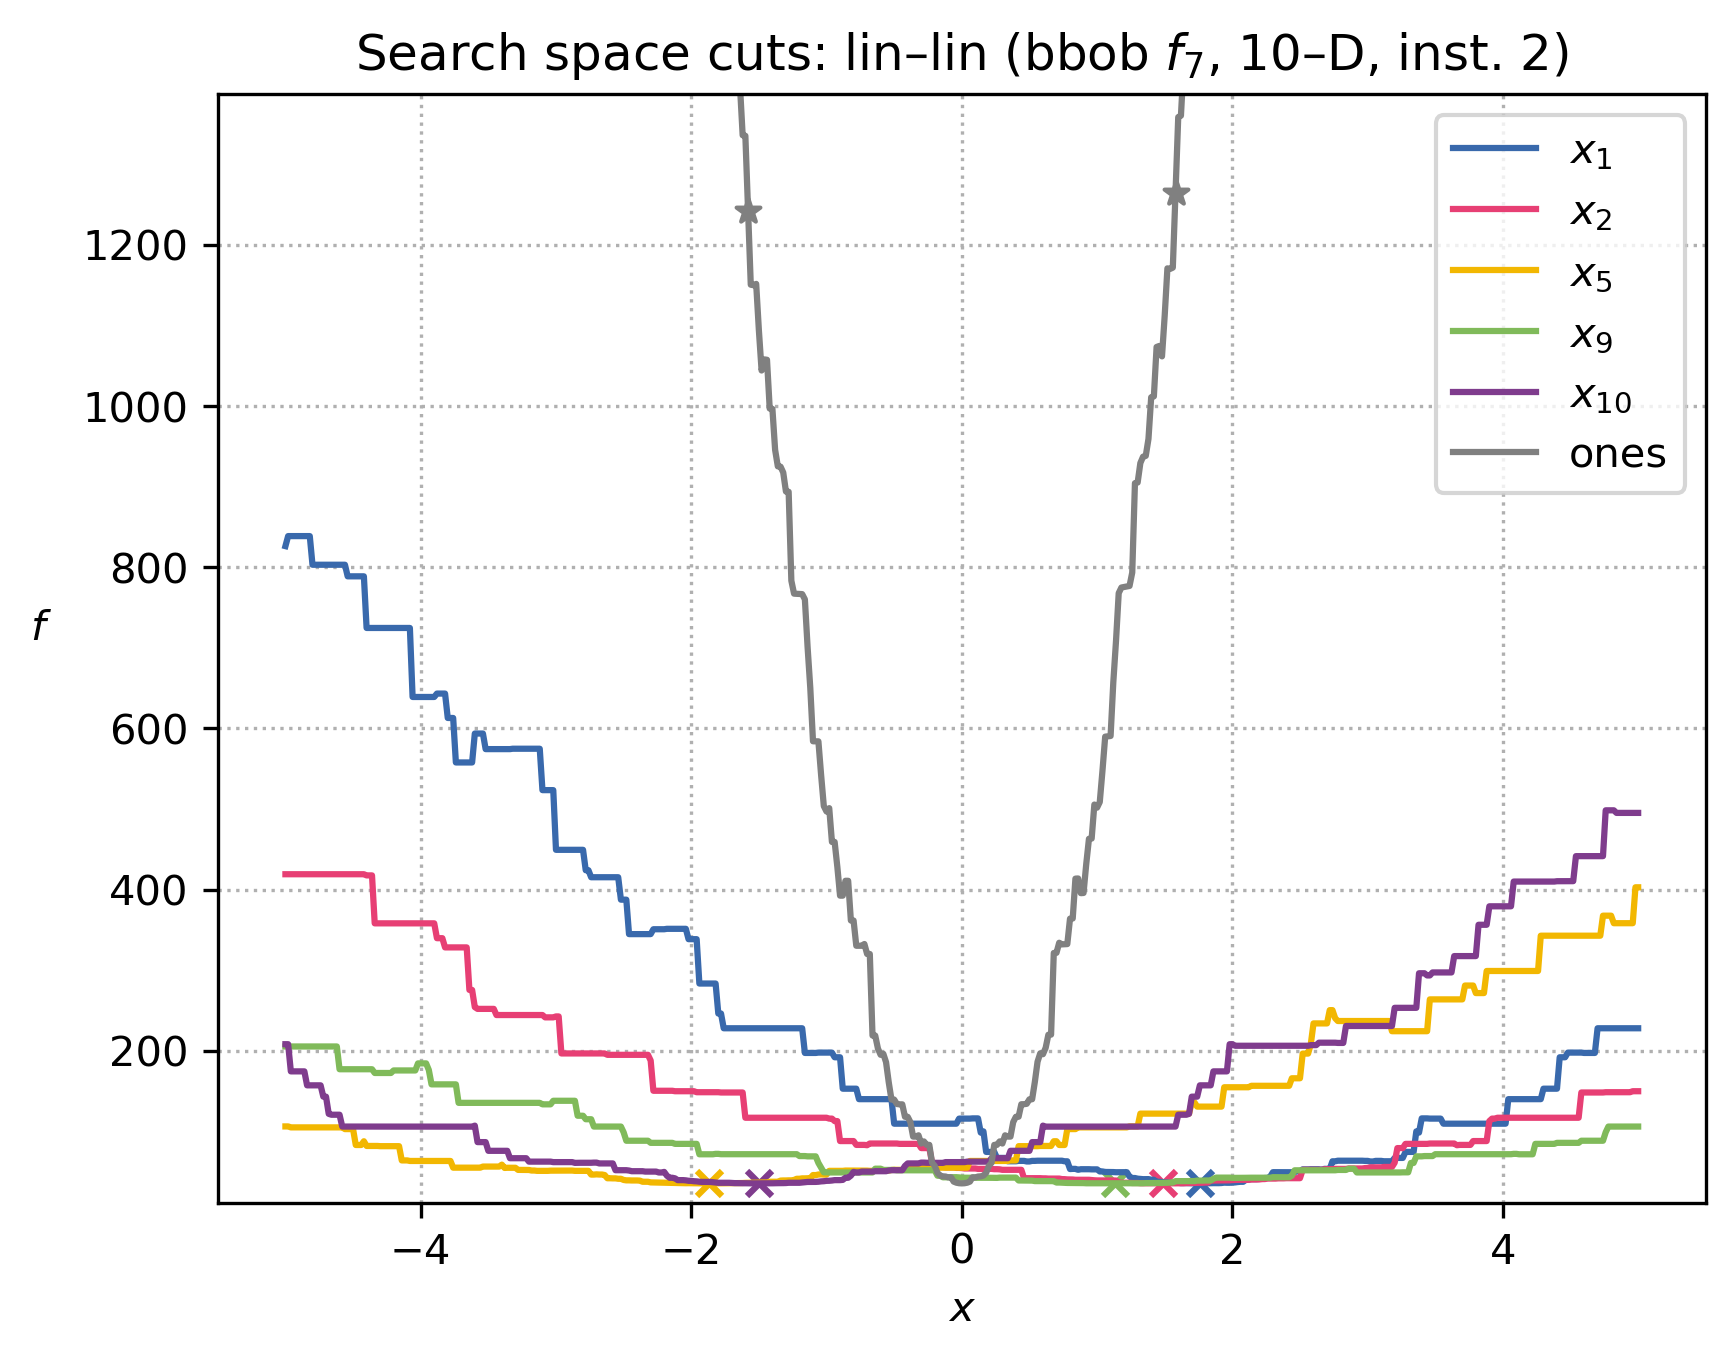 Search space cuts: lin–lin (bbob f₇, 10–D, inst. 2)
x₁
x₂
x₅
x₉
x₁₀
ones
1200
1000
800
600
400
200
f
−4 −2 0 2 4
x